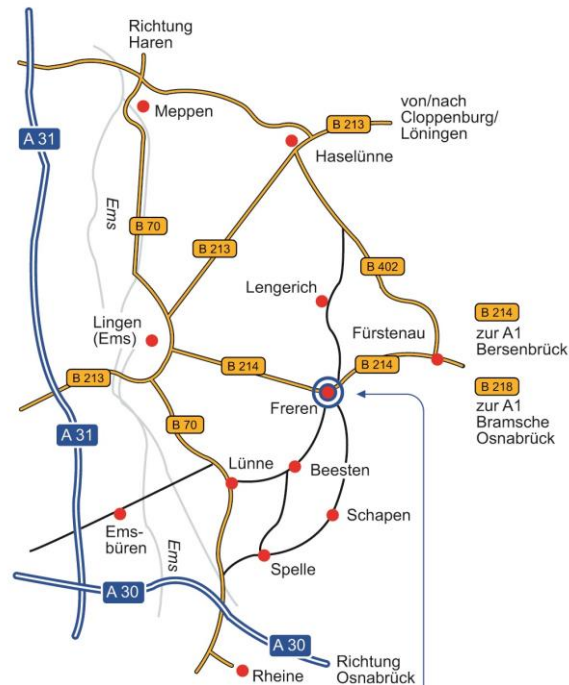 Richtung
Haren
Meppen
von/nach
Cloppenburg/
Löningen
B 213
Haselünne
A 31
Ems
B 70
B 213
B 402
Lengerich
Lingen
(Ems)
Fürstenau
B 214
zur A1
Bersenbrück
B 213
B 214
B 214
B 218
zur A1
Bramsche
Osnabrück
Freren
A 31
B 70
Lünne
Beesten
Schapen
Ems-
büren
Ems
Spelle
A 30
A 30
Rheine
Richtung
Osnabrück